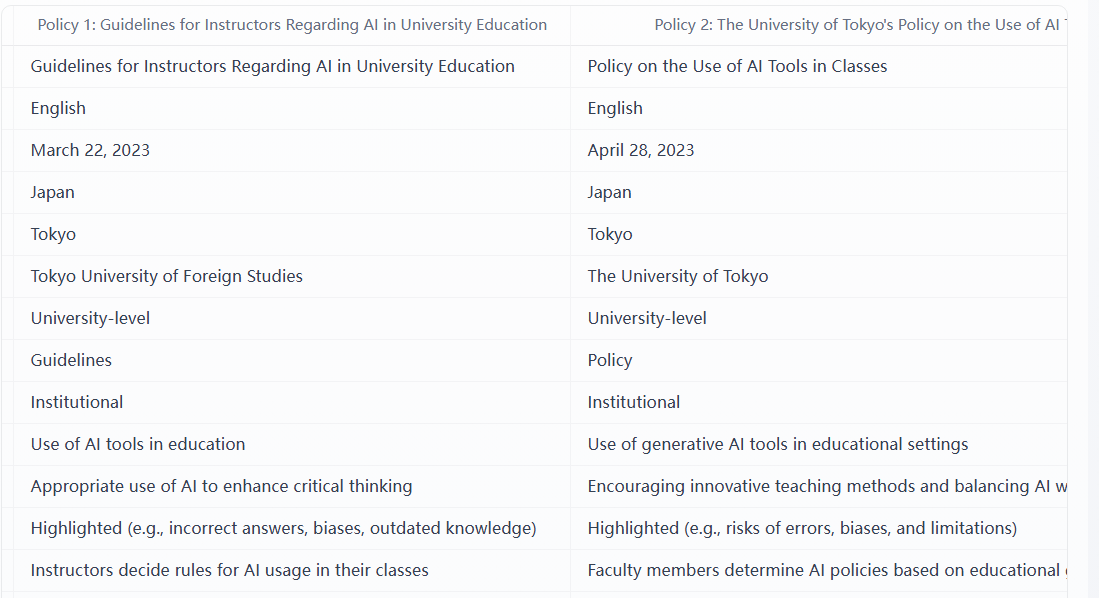 Policy 1: Guidelines for Instructors Regarding AI in University Education Policy 2: The University of Tokyo's Policy on the Use of AI
Guidelines for Instructors Regarding AI in University Education Policy on the Use of AI Tools in Classes
English English
March 22, 2023 April 28, 2023
Japan Japan
Tokyo Tokyo
Tokyo University of Foreign Studies The University of Tokyo
University-level University-level
Guidelines Policy
Institutional Institutional
Use of AI tools in education Use of generative AI tools in educational settings
Appropriate use of AI to enhance critical thinking Encouraging innovative teaching methods and balancing AI
Highlighted (e.g., incorrect answers, biases, outdated knowledge) Highlighted (e.g., risks of errors, biases, and limitations)
Instructors decide rules for AI usage in their classes Faculty members determine AI policies based on educational